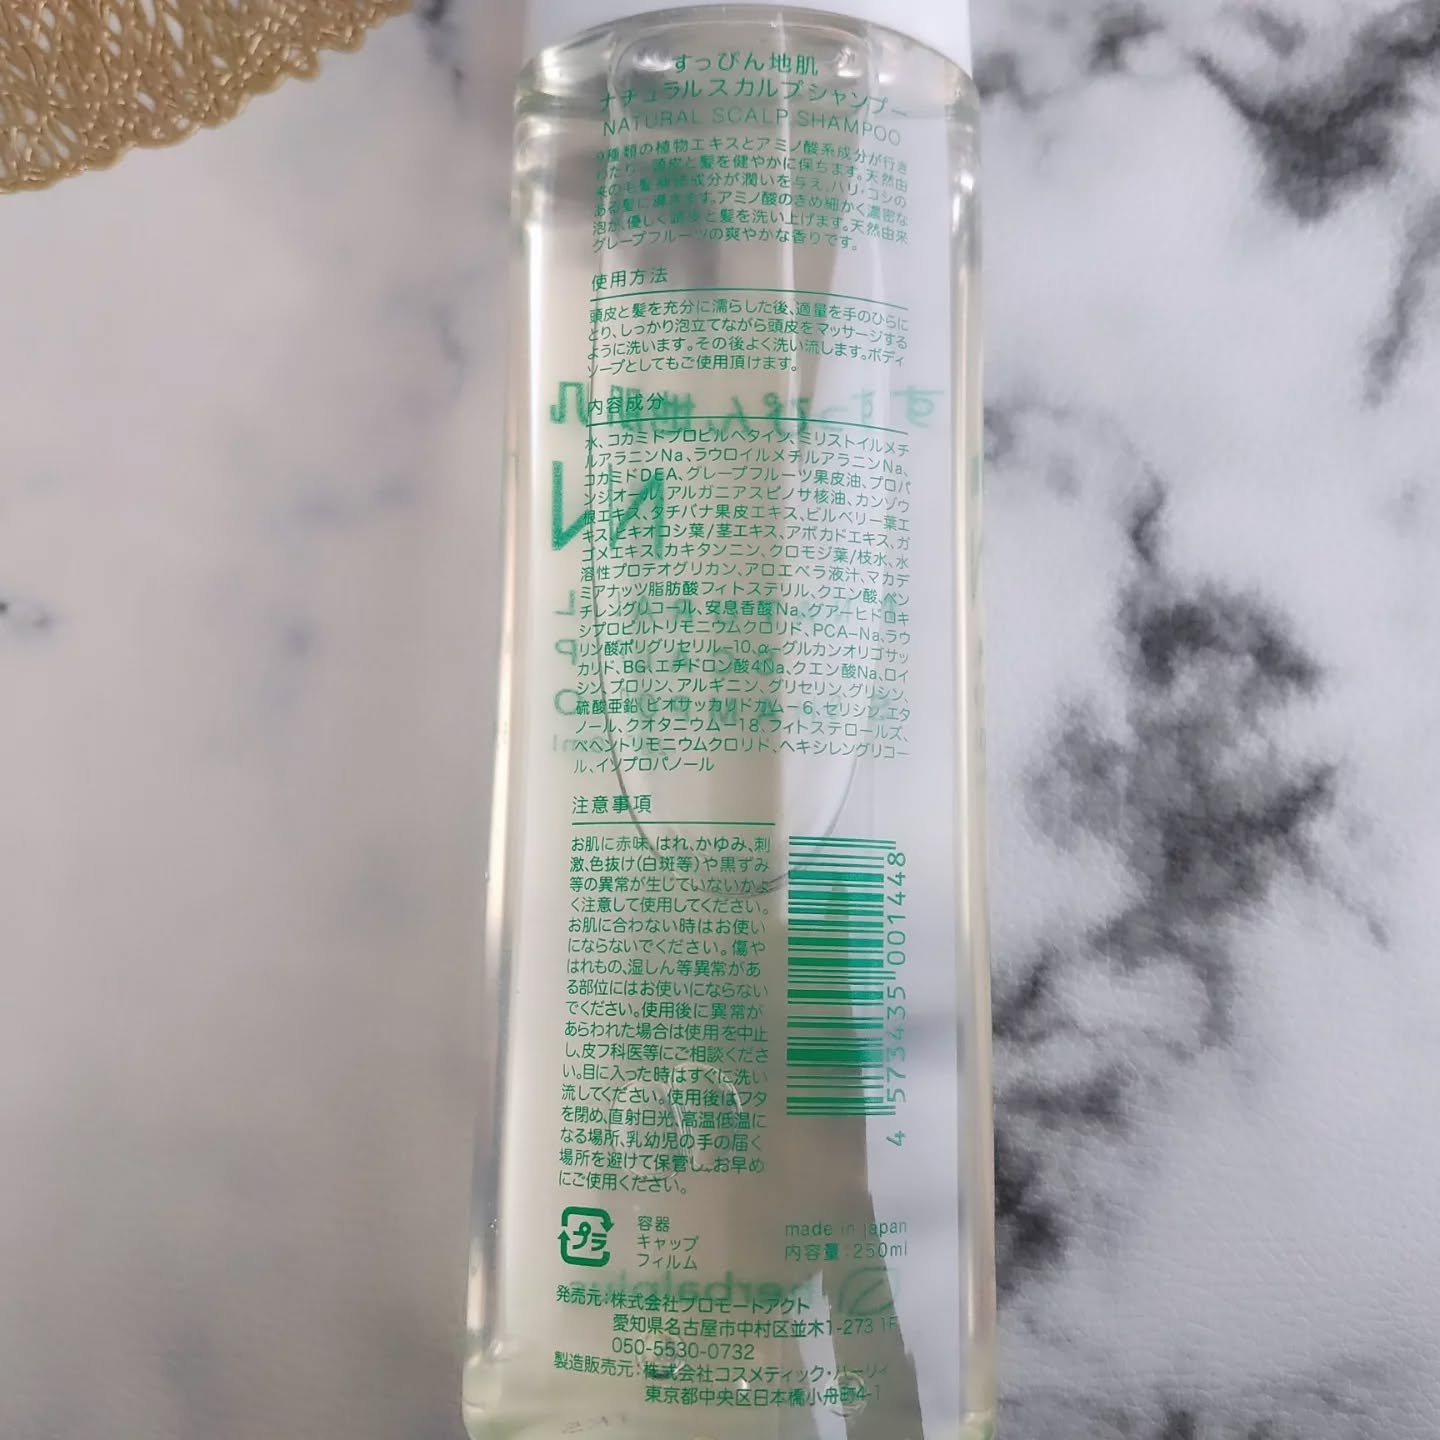 すっぴん地肌
ナチュラルスカルプシャンプー
NATURAL SCALP SHAMPOO
9種類の植物エキスとアミノ酸系成分が行き
わたり、頭皮と髪を健やかに保ちます。天然由
来の毛髪補修成分が潤いを与え、ハリ・コシの
ある髪に導きます。アミノ酸のきめ細かく濃密な
泡が、優しく頭皮と髪を洗い上げます。天然由来
グレープフルーツの爽やかな香りです。
使用方法
頭皮と髪を充分に濡らした後、適量を手のひらに
とり、しっかり泡立てながら頭皮をマッサージする
ように洗います。その後よく洗い流します。ボディ
ソープとしてもご使用頂けます。
内容成分
水、コカミドプロピルベタイン、ミリストイルメチ
ルアラニンNa、ラウロイルメチルアラニンNa、
コカミドDEA、グレープフルーツ果皮油、プロパ
ンジオール、アルガニアスピノサ核油、カンゾウ
根エキス、タチバナ果皮エキス、ビルベリー葉エ
キス、ヒキオコシ葉/茎エキス、アボカドエキス、ガ
ゴメエキス、カキタンニン、クロモジ葉/枝水、水
溶性プロテオグリカン、アロエベラ液汁、マカデ
ミアナッツ脂肪酸フィトステリル、クエン酸、ペン
チレングリコール、安息香酸Na、グアーヒドロキ
シプロピルトリモニウムクロリド、PCA-Na、ラウ
リン酸ポリグリセリル-10、α-グルカンオリゴサッ
カリド、BG、エチドロン酸4Na、クエン酸Na、ロイ
シン、プロリン、アルギニン、グリセリン、グリシン、
硫酸亜鉛、ビオサッカリドガム-6、セリシン、エタ
ノール、クオタニウム-18、フィトステロールズ、
ベヘントリモニウムクロリド、ヘキシレングリコー
ル、イソプロパノール
注意事項
お肌に赤味、はれ、かゆみ、刺
激、色抜け(白斑等)や黒ずみ
等の異常が生じていないかよ
く注意して使用してください。
お肌に合わない時はお使い
にならないでください。傷や
はれもの、湿しん等異常があ
る部位にはお使いにならない
でください。使用後に異常が
あらわれた場合は使用を中止
し、皮フ科医等にご相談くださ
い。目に入った時はすぐに洗い
流してください。使用後はフタ
を閉め、直射日光、高温低温に
なる場所、乳幼児の手の届く
場所を避けて保管し、お早め
にご使用ください。
4 573435 001448
プラ
容器
キャップ
フィルム
made in japan
内容量:250ml
herbalplus
発売元:株式会社プロモートアクト
愛知県名古屋市中村区並木1-273 1F
050-5530-0732
製造販売元:株式会社コスメティック・バーリィ
東京都中央区日本橋小舟町4-1